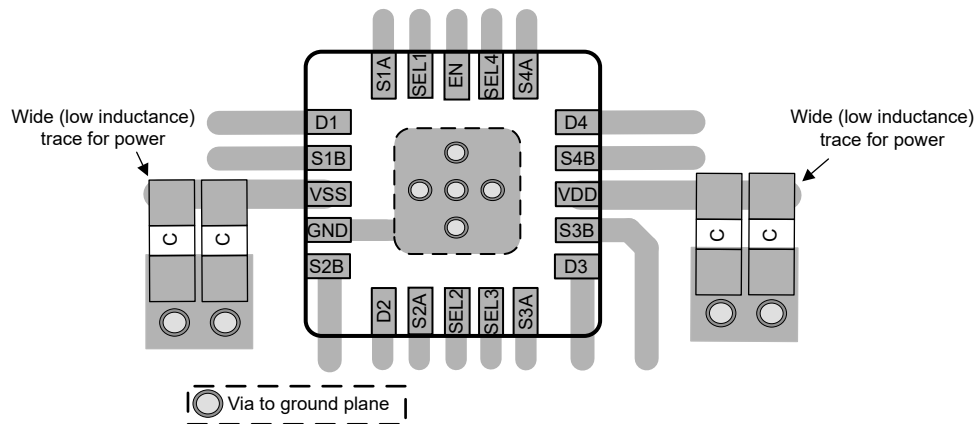 S1A
SEL1
EN
SEL4
S4A
Wide (low inductance)
trace for power
Wide (low inductance)
trace for power
D1
D4
S1B
S4B
VSS
VDD
GND
S3B
S2B
D3
C
C
C
C
D2
S2A
SEL2
SEL3
S3A
Via to ground plane